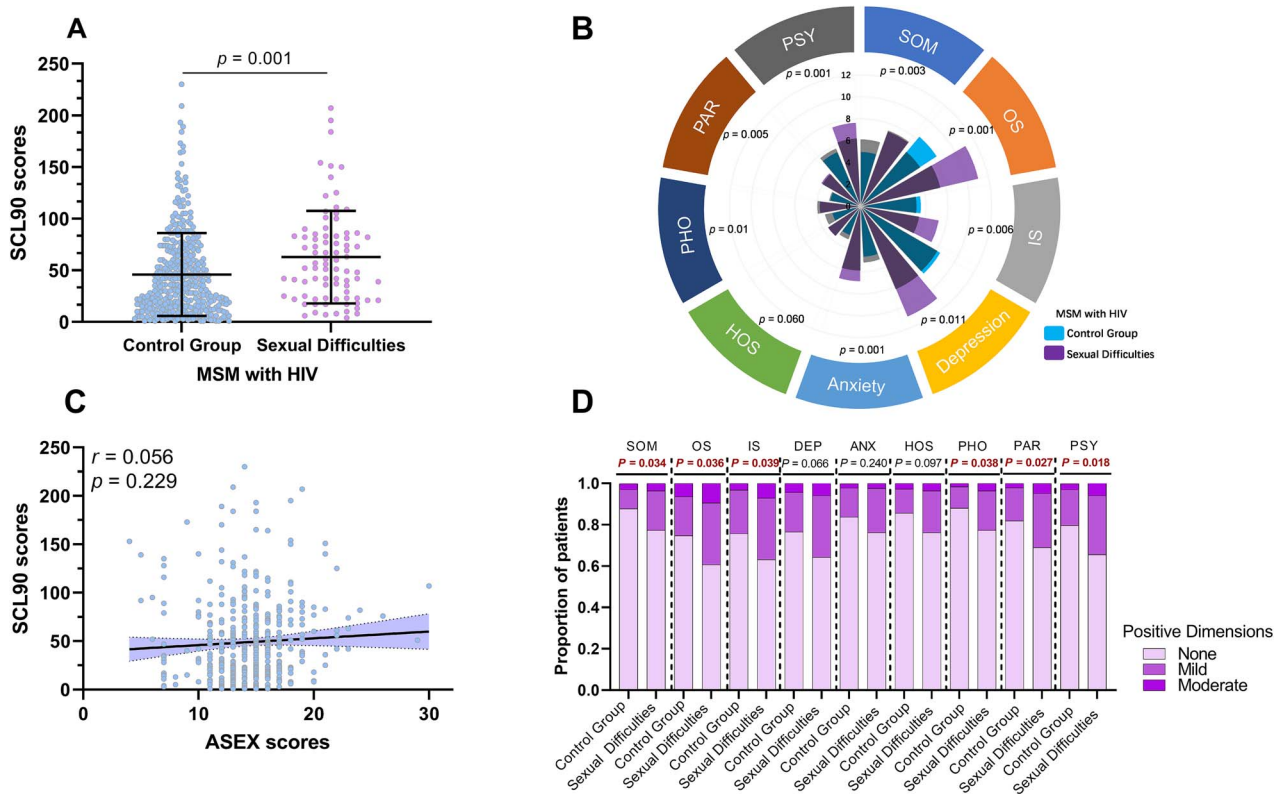 A
p = 0.001
250
200
150
100
50
0
SCL90 scores
Control Group
Sexual Difficulties
MSM with HIV
B
PSY
SOM
OS
IS
Depression
Anxiety
HOS
PHO
PAR
p = 0.001
p = 0.003
p = 0.001
p = 0.006
p = 0.011
p = 0.001
p = 0.060
p = 0.01
p = 0.005
12
10
8
6
4
2
0
MSM with HIV
Control Group
Sexual Difficulties
C
r = 0.056
p = 0.229
250
200
150
100
50
0
SCL90 scores
0
10
20
30
ASEX scores
D
SOM OS IS DEP ANX HOS PHO PAR PSY
P = 0.034 P = 0.036 P = 0.039 P = 0.066 P = 0.240 P = 0.097 P = 0.038 P = 0.027 P = 0.018
1.0
0.8
0.6
0.4
0.2
0.0
Proportion of patients
Control Group
Sexual Difficulties
Control Group
Sexual Difficulties
Control Group
Sexual Difficulties
Control Group
Sexual Difficulties
Control Group
Sexual Difficulties
Control Group
Sexual Difficulties
Control Group
Sexual Difficulties
Control Group
Sexual Difficulties
Control Group
Sexual Difficulties
Positive Dimensions
None
Mild
Moderate